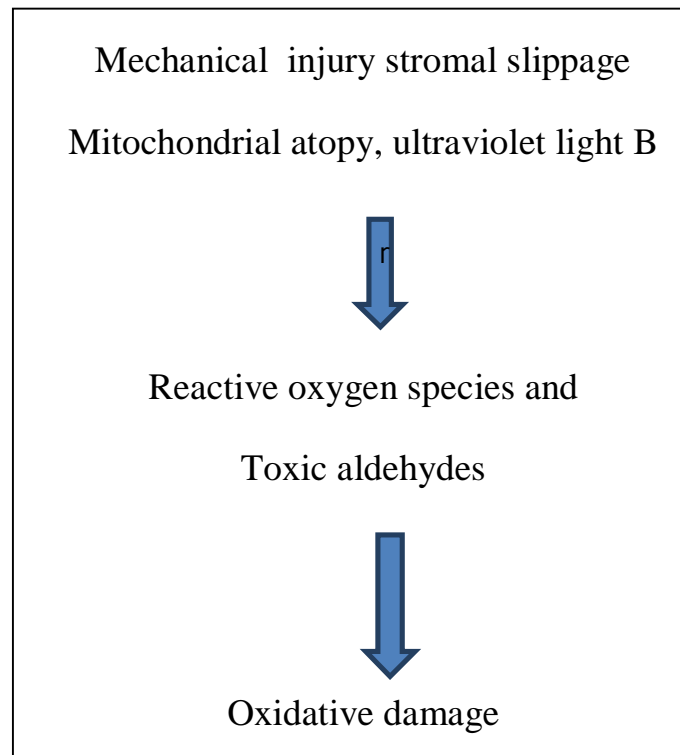 Mechanical injury stromal slippage
Mitochondrial atopy, ultraviolet light B
r
Reactive oxygen species and
Toxic aldehydes
Oxidative damage